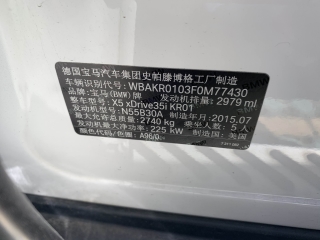 德国宝马汽车集团史帕滕博格工厂制造
车辆识别代号: WBAKR0103F0M77430
品牌: 宝马(BMW)牌 发动机排量: 2979 ml
整车型号: X5 xDrive35i KR01
发动机型号: N55B30A 制造年月: 2015.07
最大允许总质量: 2740 kg 乘坐人数: 5 人
发动机最大净功率: 225 kW 制造国: 美国
颜色代码: A96/0